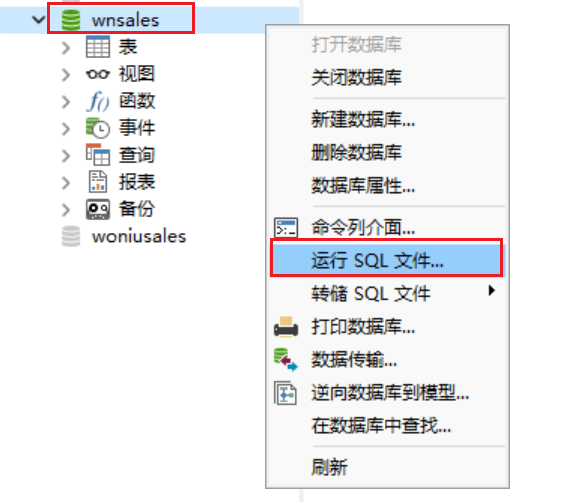 wnsales
表
视图
f() 函数
事件
查询
报表
备份
woniusales
打开数据库
关闭数据库
新建数据库...
删除数据库
数据库属性...
命令列介面...
运行 SQL 文件...
转储 SQL 文件
打印数据库...
数据传输...
逆向数据库到模型...
在数据库中查找...
刷新